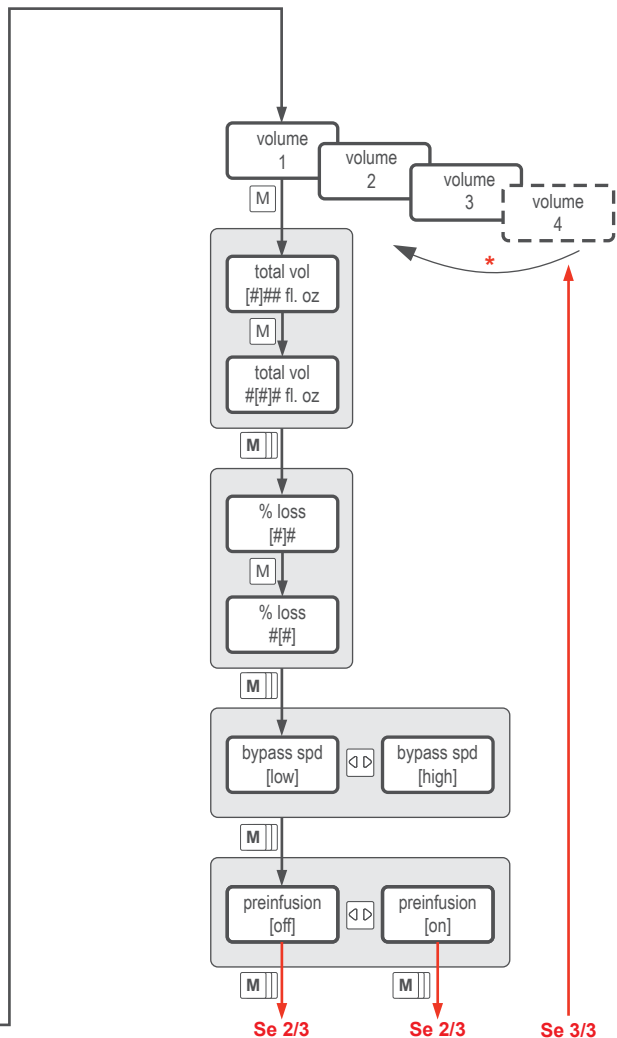 volume
1
volume
2
volume
3
volume
4
M
*
total vol
[#]## fl. oz
M
total vol
#[#]# fl. oz
M
% loss
[#]#
M
% loss
#[#]
M
bypass spd
[low]
bypass spd
[high]
M
preinfusion
[off]
preinfusion
[on]
M
M
Se 2/3
Se 2/3
Se 3/3